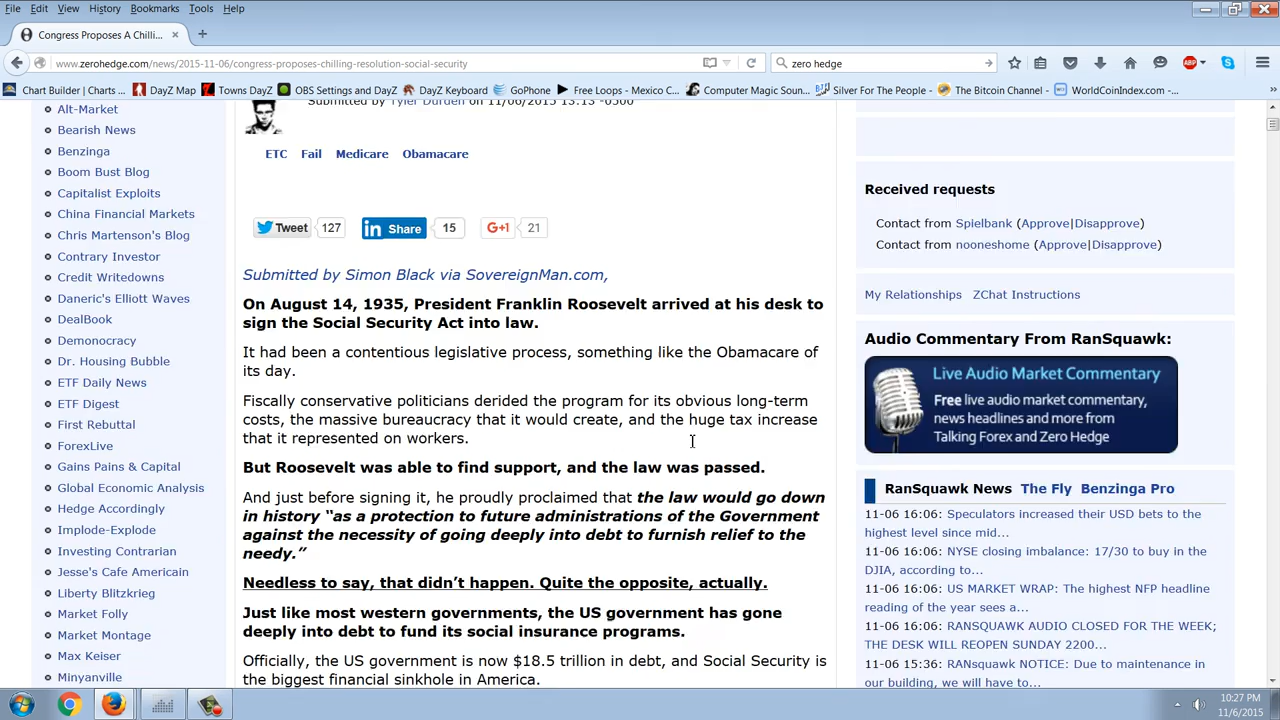 File Edit View History Bookmarks Tools Help
Congress Proposes A Chilli...
www.zerohedge.com/news/2015-11-06/congress-proposes-chilling-resolution-social-security
zero hedge
Chart Builder | Charts ... DayZ Map Towns DayZ OBS Settings and DayZ DayZ Keyboard GoPhone Free Loops - Mexico C... Computer Magic Soun... Silver For The People - ... The Bitcoin Channel - ... WorldCoinIndex.com -...
Alt-Market
Bearish News
Benzinga
Boom Bust Blog
Capitalist Exploits
China Financial Markets
Chris Martenson's Blog
Contrary Investor
Credit Writedowns
Daneric's Elliott Waves
DealBook
Demonocracy
Dr. Housing Bubble
ETF Daily News
ETF Digest
First Rebuttal
ForexLive
Gains Pains & Capital
Global Economic Analysis
Hedge Accordingly
Implode-Explode
Investing Contrarian
Jesse's Cafe Americain
Liberty Blitzkrieg
Market Folly
Market Montage
Max Keiser
Minyanville
Submitted by Tyler Durden on 11/06/2015 13:13 -0500
ETC Fail Medicare Obamacare
Tweet 127 in Share 15 G+1 21
Submitted by Simon Black via SovereignMan.com,
On August 14, 1935, President Franklin Roosevelt arrived at his desk to
sign the Social Security Act into law.
It had been a contentious legislative process, something like the Obamacare of
its day.
Fiscally conservative politicians derided the program for its obvious long-term
costs, the massive bureaucracy that it would create, and the huge tax increase
that it represented on workers.
But Roosevelt was able to find support, and the law was passed.
And just before signing it, he proudly proclaimed that the law would go down
in history “as a protection to future administrations of the Government
against the necessity of going deeply into debt to furnish relief to the
needy.”
Needless to say, that didn’t happen. Quite the opposite, actually.
Just like most western governments, the US government has gone
deeply into debt to fund its social insurance programs.
Officially, the US government is now $18.5 trillion in debt, and Social Security is
the biggest financial sinkhole in America.
Received requests
Contact from Spielbank (Approve|Disapprove)
Contact from nooneshome (Approve|Disapprove)
My Relationships ZChat Instructions
Audio Commentary From RanSquawk:
Live Audio Market Commentary
Free live audio market commentary,
news headlines and more from
Talking Forex and Zero Hedge
RanSquawk News The Fly Benzinga Pro
11-06 16:06: Speculators increased their USD bets to the
highest level since mid...
11-06 16:06: NYSE closing imbalance: 17/30 to buy in the
DJIA, according to...
11-06 16:06: US MARKET WRAP: The highest NFP headline
reading of the year sees a...
11-06 16:06: RANSQUAWK AUDIO CLOSED FOR THE WEEK;
THE DESK WILL REOPEN SUNDAY 2200...
11-06 15:36: RANsquawk NOTICE: Due to maintenance in
our building, we will have to...
10:27 PM
11/6/2015